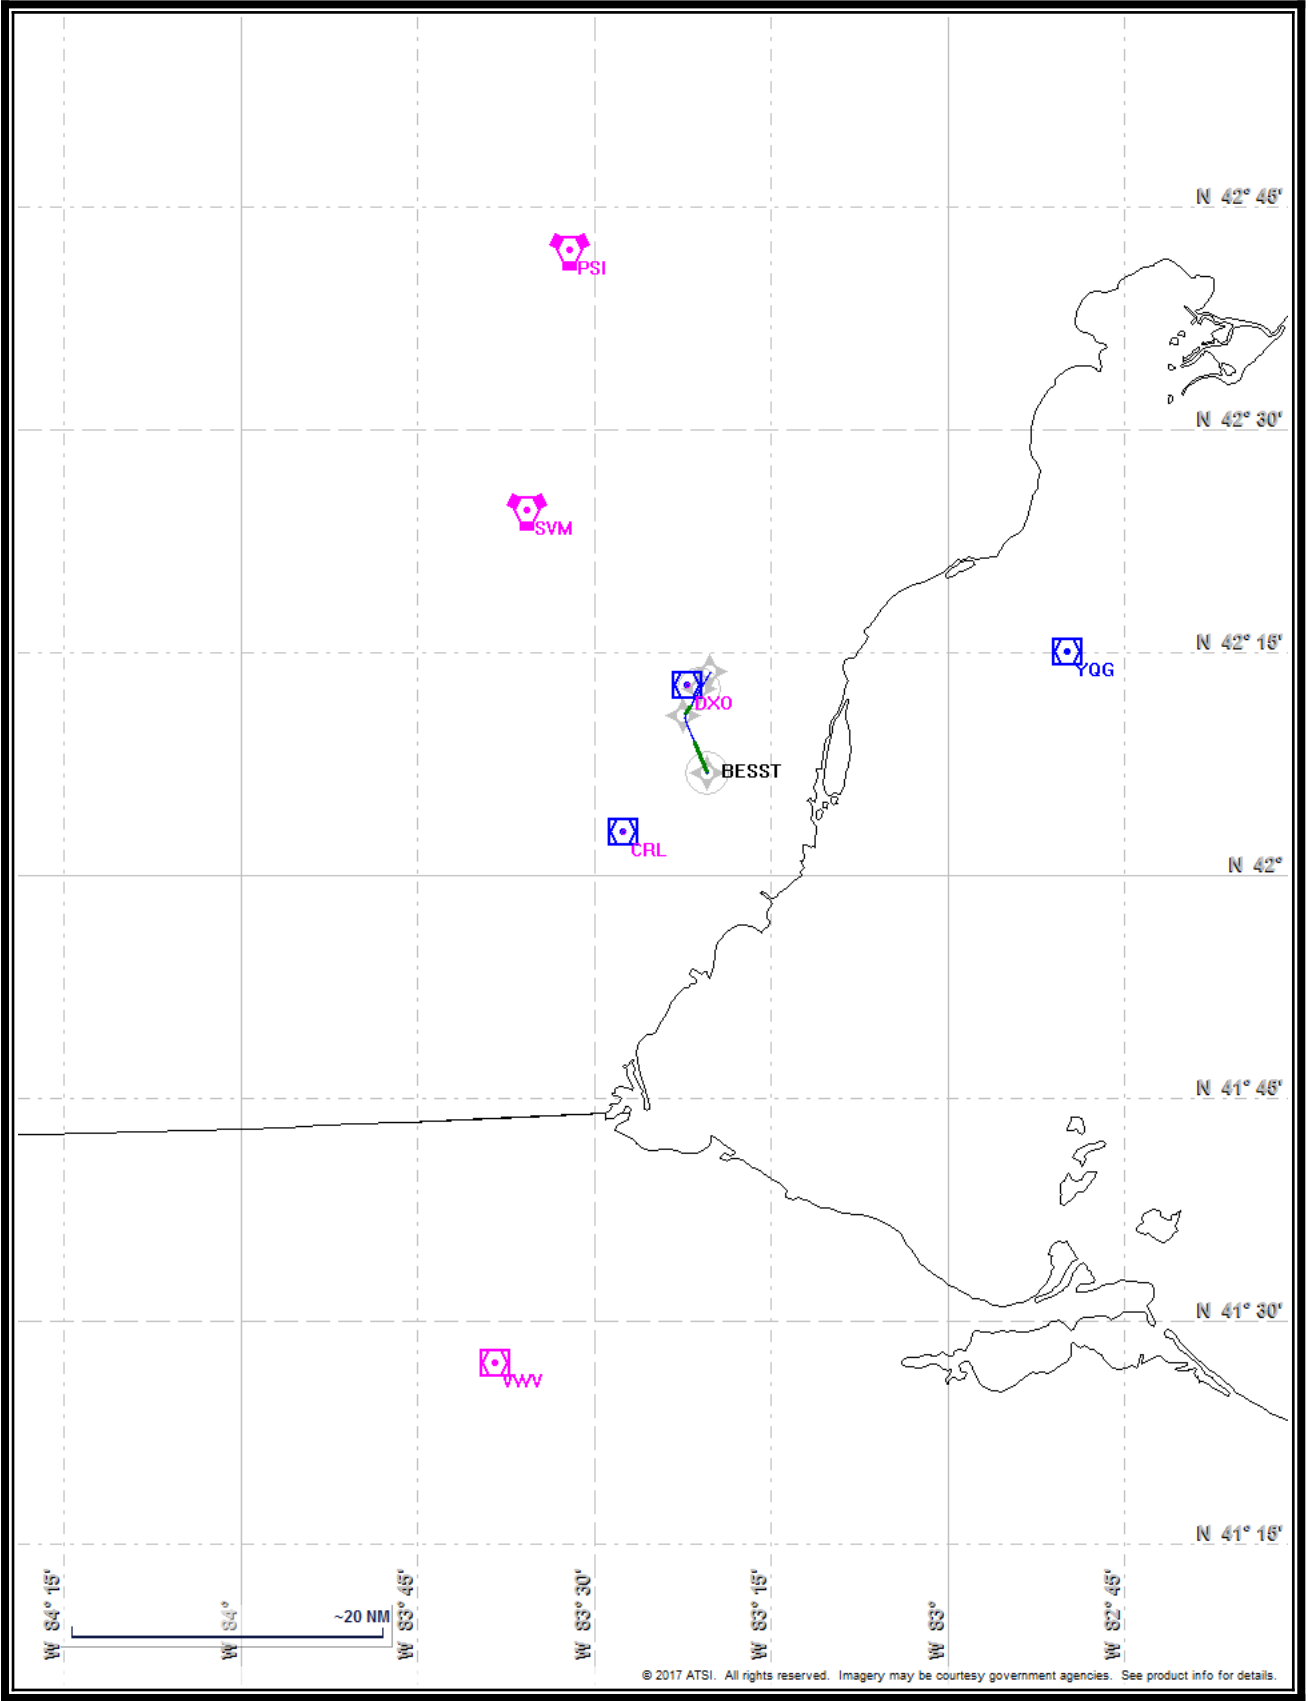 N 42° 45'
PSI
N 42° 30'
SVM
N 42° 15'
YQG
DXO
BESST
CRL
N 42°
N 41° 45'
N 41° 30'
VWV
N 41° 15'
W 84° 15'
W 84°
W 83° 45'
W 83° 30'
W 83° 15'
W 83°
W 82° 45'
~20 NM
© 2017 ATSI. All rights reserved. Imagery may be courtesy government agencies. See product info for details.